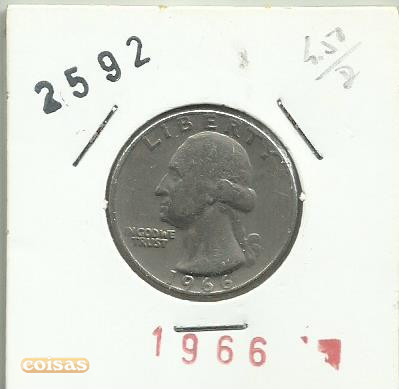 2592
LIBERTY
IN GOD WE
TRUST
1966
1966
coisas